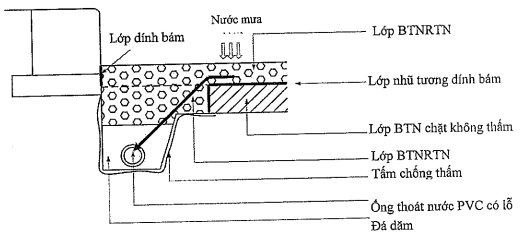 Nước mưa
Lớp dính bám
Lớp BTNRTN
Lớp nhũ tương dính bám
Lớp BTN chặt không thấm
Lớp BTNRTN
Tấm chống thấm
Ống thoát nước PVC có lỗ
Đá dăm